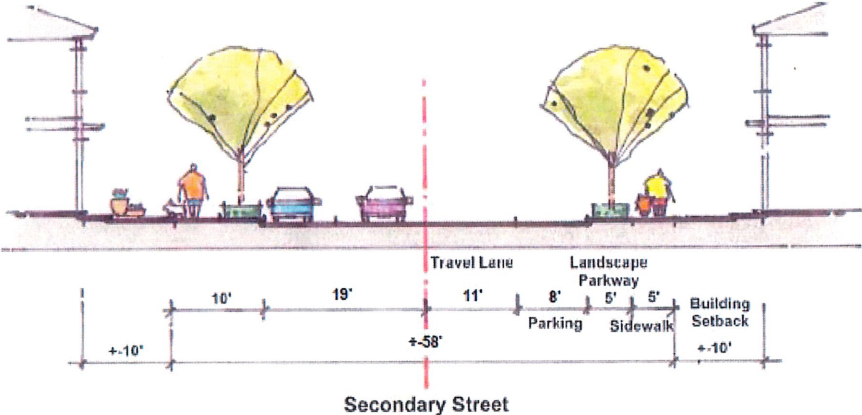 Travel Lane
Landscape
Parkway
10'
19'
11'
8'
5'
5'
Building
Setback
Parking
Sidewalk
+-10'
+-58'
+-10'
Secondary Street